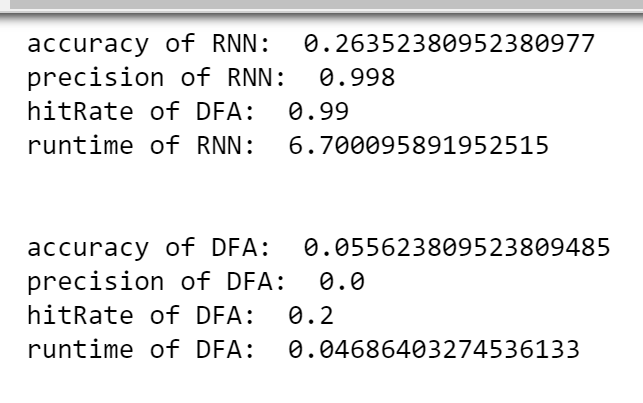 accuracy of RNN:  0.26352380952380977
precision of RNN:  0.998
hitRate of DFA:  0.99
runtime of RNN:  6.700095891952515
accuracy of DFA:  0.055623809523809485
precision of DFA:  0.0
hitRate of DFA:  0.2
runtime of DFA:  0.04686403274536133